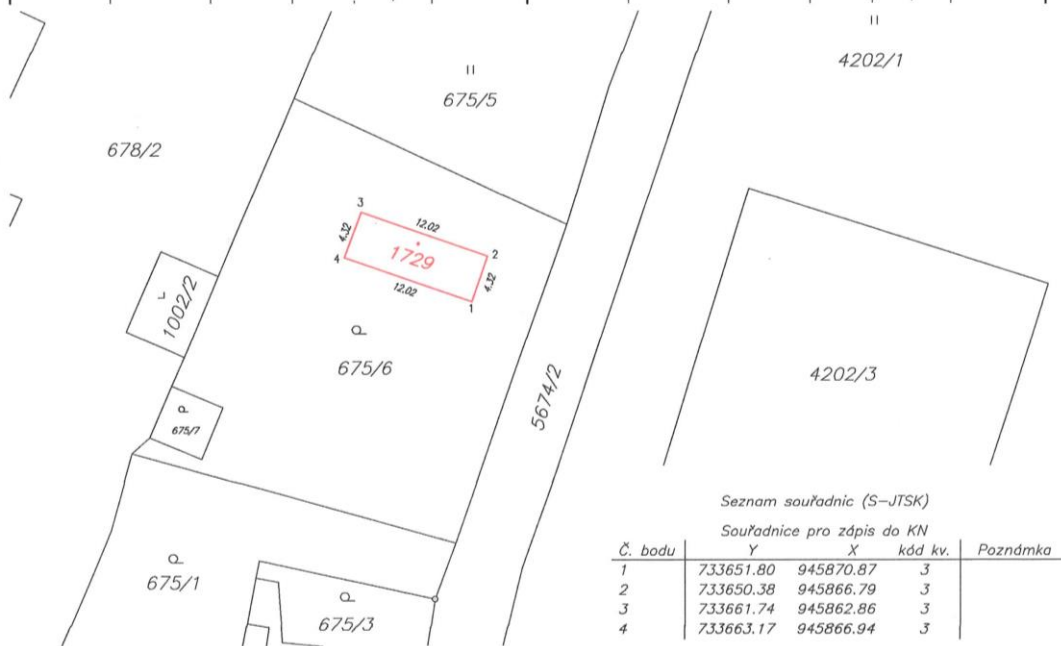 4202/1
675/5
678/2
3
12.02
4.32
2
1729
4
4.32
12.02
1
1002/2
675/6
4202/3
5674/2
675/7
675/1
675/3
Seznam souřadnic (S-JTSK)
Souřadnice pro zápis do KN
Č. bodu Y X kód kv. Poznámka
1 733651.80 945870.87 3
2 733650.38 945866.79 3
3 733661.74 945862.86 3
4 733663.17 945866.94 3